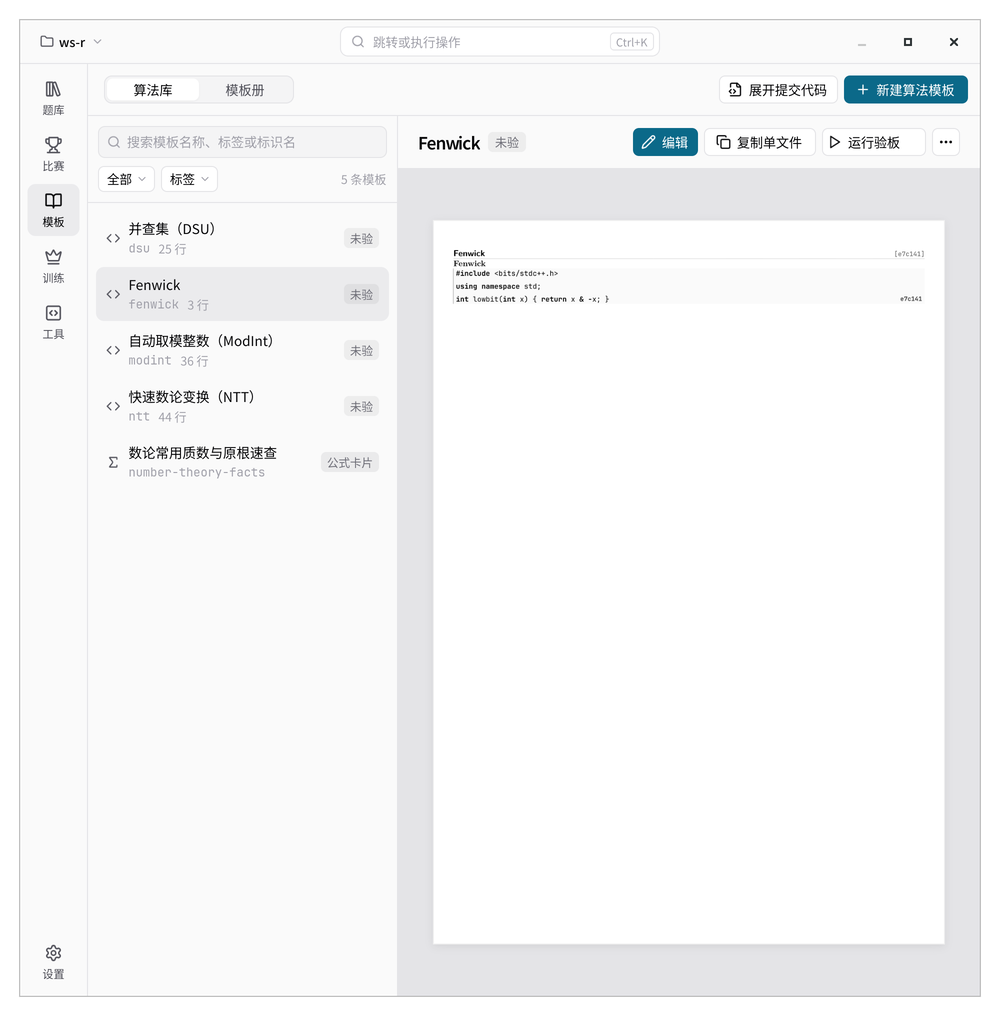 ws-r
跳转或执行操作
Ctrl+K
题库
比赛
模板
训练
工具
设置
算法库
模板册
展开提交代码
新建算法模板
搜索模板名称、标签或标识名
全部
标签
5 条模板
并查集（DSU）
dsu 25 行
未验
Fenwick
fenwick 3 行
未验
自动取模整数（ModInt）
modint 36 行
未验
快速数论变换（NTT）
ntt 44 行
未验
数论常用质数与原根速查
number-theory-facts
公式卡片
Fenwick
未验
编辑
复制单文件
运行验板
Fenwick
[e7c141]
Fenwick
#include <bits/stdc++.h>
using namespace std;
int lowbit(int x) { return x & -x; }
e7c141